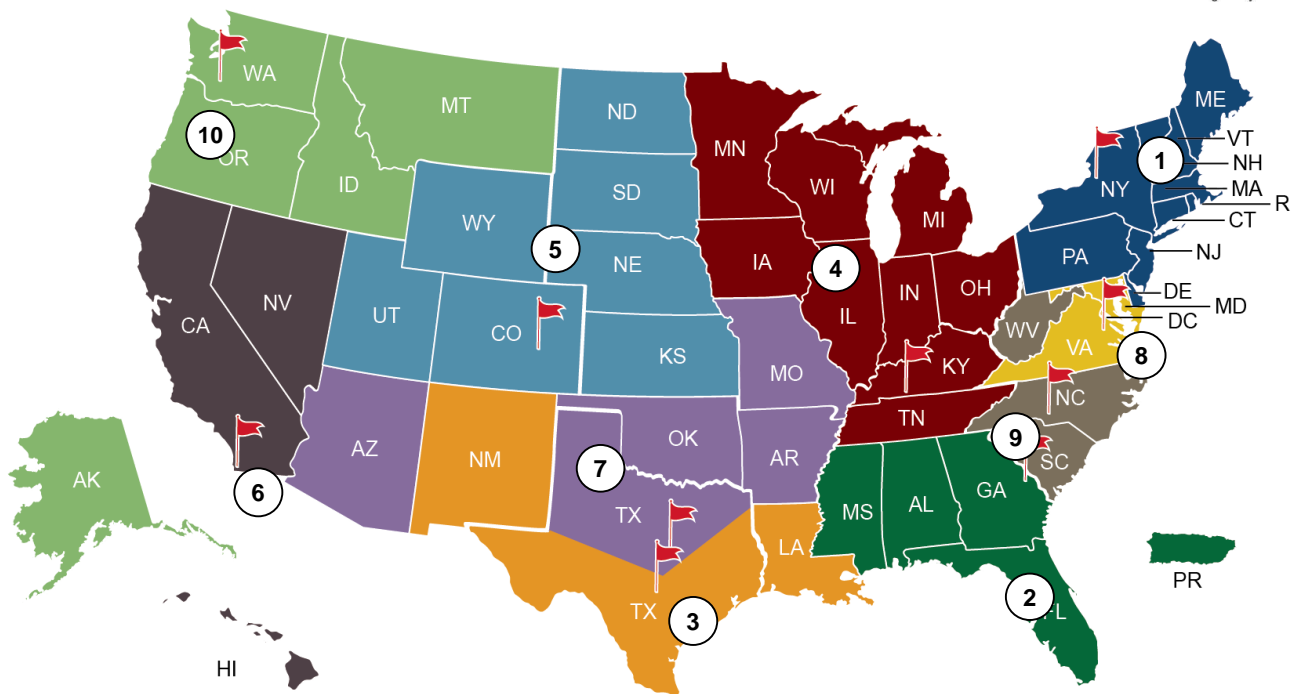 WA
MT
ND
MN
ME
10
OR
ID
WI
MI
VT
1
NH
NY
MA
R
CT
SD
WY
5
NE
IA
4
IL
IN
OH
PA
NJ
DE
MD
DC
WV
VA
8
CA
NV
UT
CO
KS
MO
KY
NC
TN
9
SC
AZ
NM
OK
7
AR
TX
MS
AL
GA
6
AK
LA
PR
2
FL
TX
3
HI